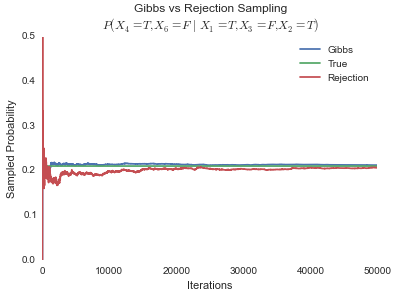 Gibbs vs Rejection Sampling
P(X₄ = T, X₆ = F | X₁ = T, X₃ = F, X₂ = T)
0.5
0.4
0.3
0.2
0.1
0.0
Sampled Probability
Gibbs
True
Rejection
0 10000 20000 30000 40000 50000
Iterations